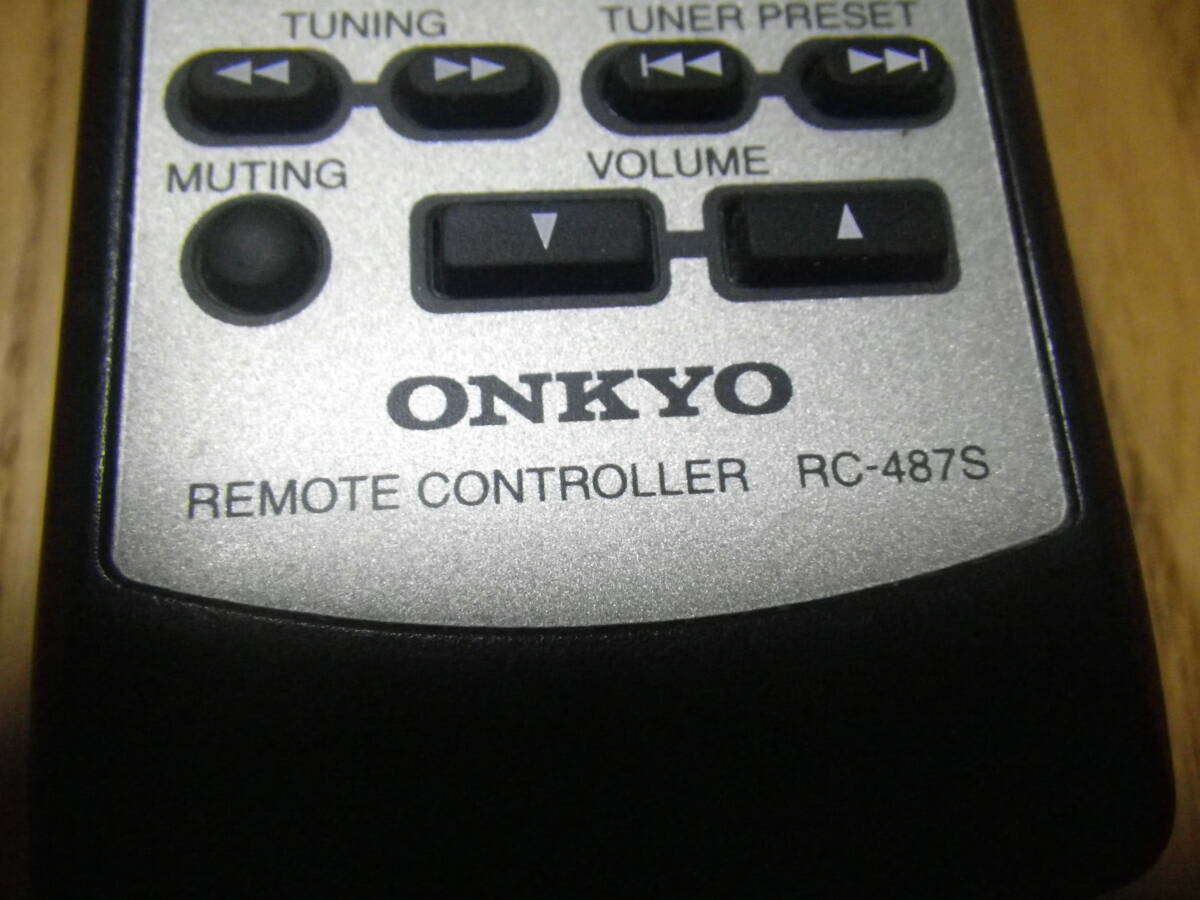 TUNING TUNER PRESET
MUTING VOLUME
ONKYO
REMOTE CONTROLLER RC-487S